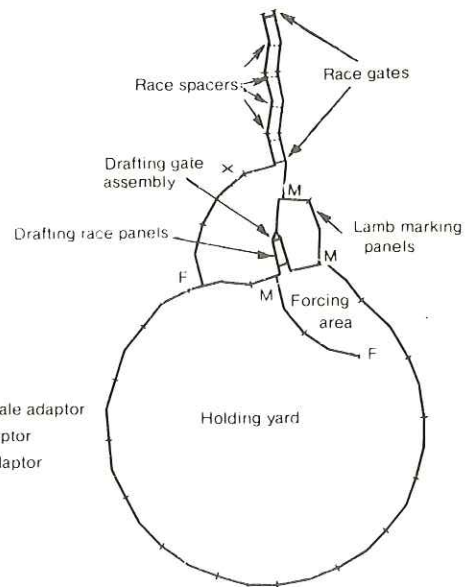 Race spacers
Race gates
Drafting gate
assembly
X
M
Drafting race panels
Lamb marking
panels
M
F
M
Forcing
area
F
ale adaptor
Holding yard
ptor
daptor